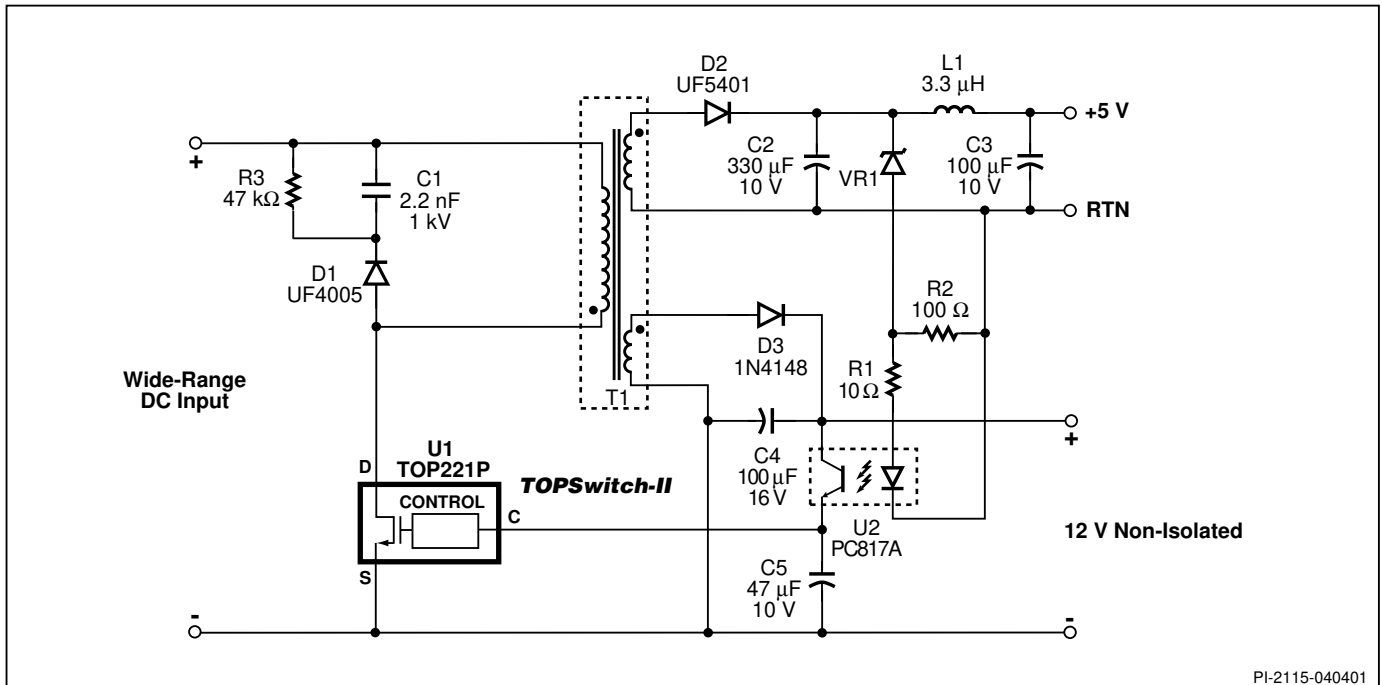 D2
UF5401
L1
3.3 µH
+5 V
+
R3
47 kΩ
C1
2.2 nF
1 kV
C2
330 µF
10 V
VR1
C3
100 µF
10 V
RTN
D1
UF4005
R2
100 Ω
D3
1N4148
R1
10 Ω
Wide-Range
DC Input
T1
+
U1
TOP221P
D
TOPSwitch-II
C4
100 µF
16 V
CONTROL
C
U2
PC817A
12 V Non-Isolated
S
C5
47 µF
10 V
-
-
PI-2115-040401